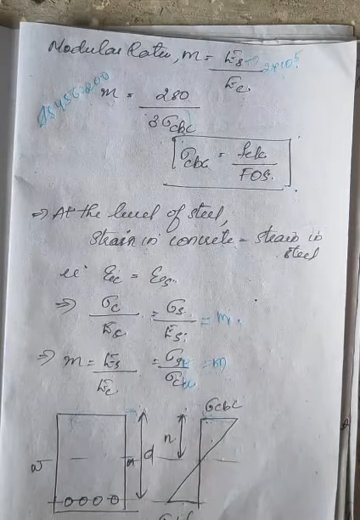 Modular Ratio, m = Es / Ec
m = 280 / 3σcbc
σcbc = fck / FOS.
⇒ At the level of steel,
strain in concrete = strain in steel
ie. εc = εs
⇒ σc / Ec = σs / Es = m.
⇒ m = Es / Ec = σs / σc = m
σcbc
n
d
0000